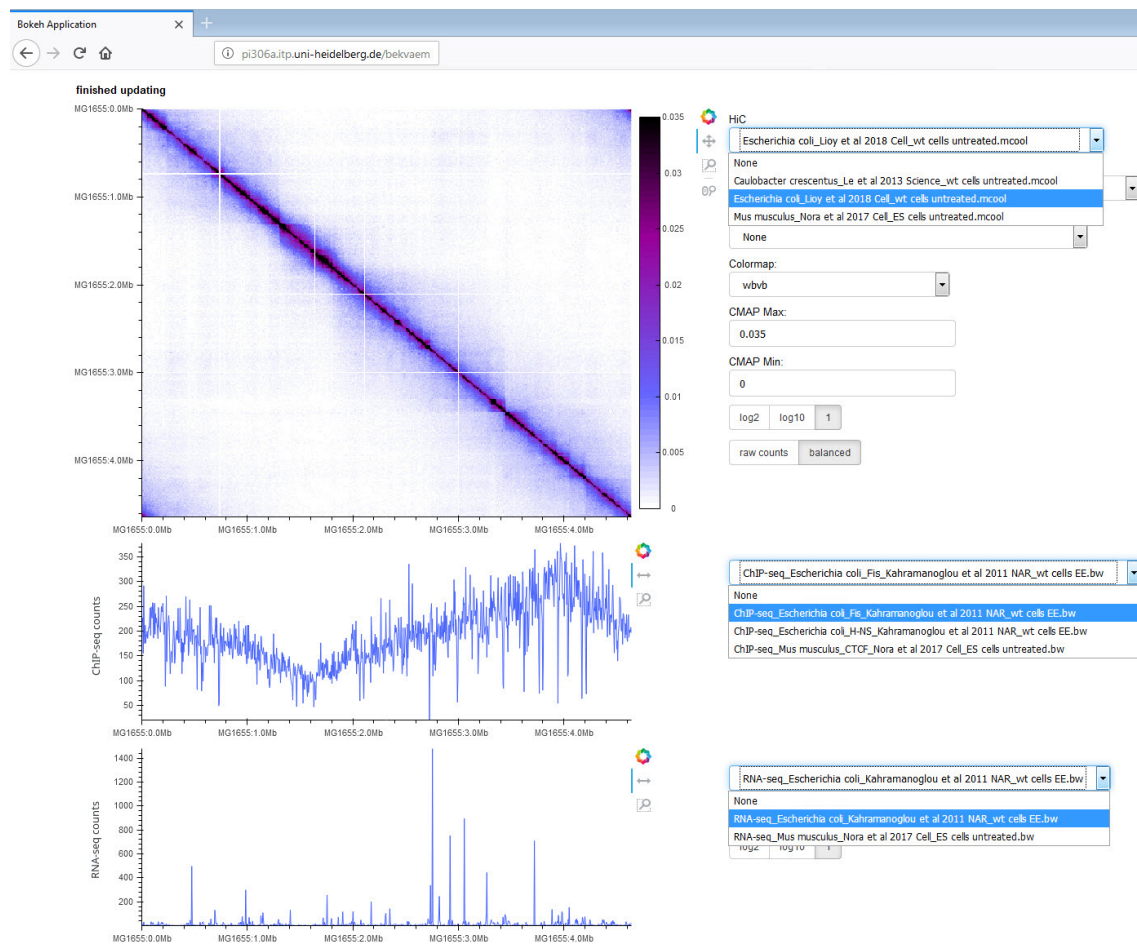 Bokeh Application
pi306a.itp.uni-heidelberg.de/bekvaem
finished updating
MG1655:0.0Mb
MG1655:1.0Mb
MG1655:2.0Mb
MG1655:3.0Mb
MG1655:4.0Mb
MG1655:0.0Mb MG1655:1.0Mb MG1655:2.0Mb MG1655:3.0Mb MG1655:4.0Mb
0.035
0.03
0.025
0.02
0.015
0.01
0.005
0
HiC
Escherichia coli_Lioy et al 2018 Cell_wt cells untreated.mcool
None
Caulobacter crescentus_Le et al 2013 Science_wt cells untreated.mcool
Escherichia coli_Lioy et al 2018 Cell_wt cells untreated.mcool
Mus musculus_Nora et al 2017 Cell_ES cells untreated.mcool
None
Colormap:
wbvb
CMAP Max:
0.035
CMAP Min:
0
log2 log10 1
raw counts balanced
ChIP-seq counts
350
300
250
200
150
100
50
MG1655:0.0Mb MG1655:1.0Mb MG1655:2.0Mb MG1655:3.0Mb MG1655:4.0Mb
ChIP-seq_Escherichia coli_Fis_Kahramanoglou et al 2011 NAR_wt cells EE.bw
None
ChIP-seq_Escherichia coli_Fis_Kahramanoglou et al 2011 NAR_wt cells EE.bw
ChIP-seq_Escherichia coli_H-NS_Kahramanoglou et al 2011 NAR_wt cells EE.bw
ChIP-seq_Mus musculus_CTCF_Nora et al 2017 Cell_ES cells untreated.bw
RNA-seq counts
1400
1200
1000
800
600
400
200
MG1655:0.0Mb MG1655:1.0Mb MG1655:2.0Mb MG1655:3.0Mb MG1655:4.0Mb
RNA-seq_Escherichia coli_Kahramanoglou et al 2011 NAR_wt cells EE.bw
None
RNA-seq_Escherichia coli_Kahramanoglou et al 2011 NAR_wt cells EE.bw
RNA-seq_Mus musculus_Nora et al 2017 Cell_ES cells untreated.bw
log2 log10 1